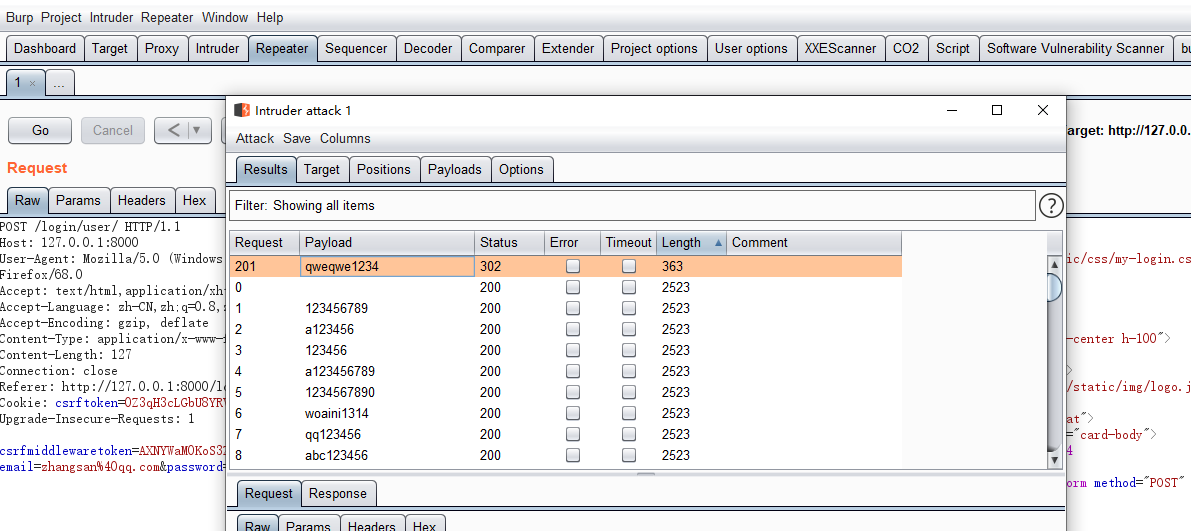 Burp Project Intruder Repeater Window Help
Dashboard Target Proxy Intruder Repeater Sequencer Decoder Comparer Extender Project options User options XXEScanner CO2 Script Software Vulnerability Scanner
1 × ...
Go Cancel < ▼
Target: http://127.0.0.
Request
Raw Params Headers Hex
POST /login/user/ HTTP/1.1
Host: 127.0.0.1:8000
User-Agent: Mozilla/5.0 (Windows
Firefox/68.0
Accept: text/html,application/xh
Accept-Language: zh-CN,zh;q=0.8,
Accept-Encoding: gzip, deflate
Content-Type: application/x-www-f
Content-Length: 127
Connection: close
Referer: http://127.0.0.1:8000/lo
Cookie: csrftoken=
Upgrade-Insecure-Requests: 1
csrfmiddlewaretoken=
email=zhangsan%40qq.com&password=
Intruder attack 1
Attack Save Columns
Results Target Positions Payloads Options
Filter: Showing all items
?
Request Payload Status Error Timeout Length Comment
201 qweqwe1234 302 363
0 200 2523
1 123456789 200 2523
2 a123456 200 2523
3 123456 200 2523
4 a123456789 200 2523
5 1234567890 200 2523
6 woaini1314 200 2523
7 qq123456 200 2523
8 abc123456 200 2523
Request Response
Raw Params Headers Hex
ic/css/my-login.cs
-center h-100">
>
/static/img/logo.j
at">
="card-body">
4
orm method="POST"